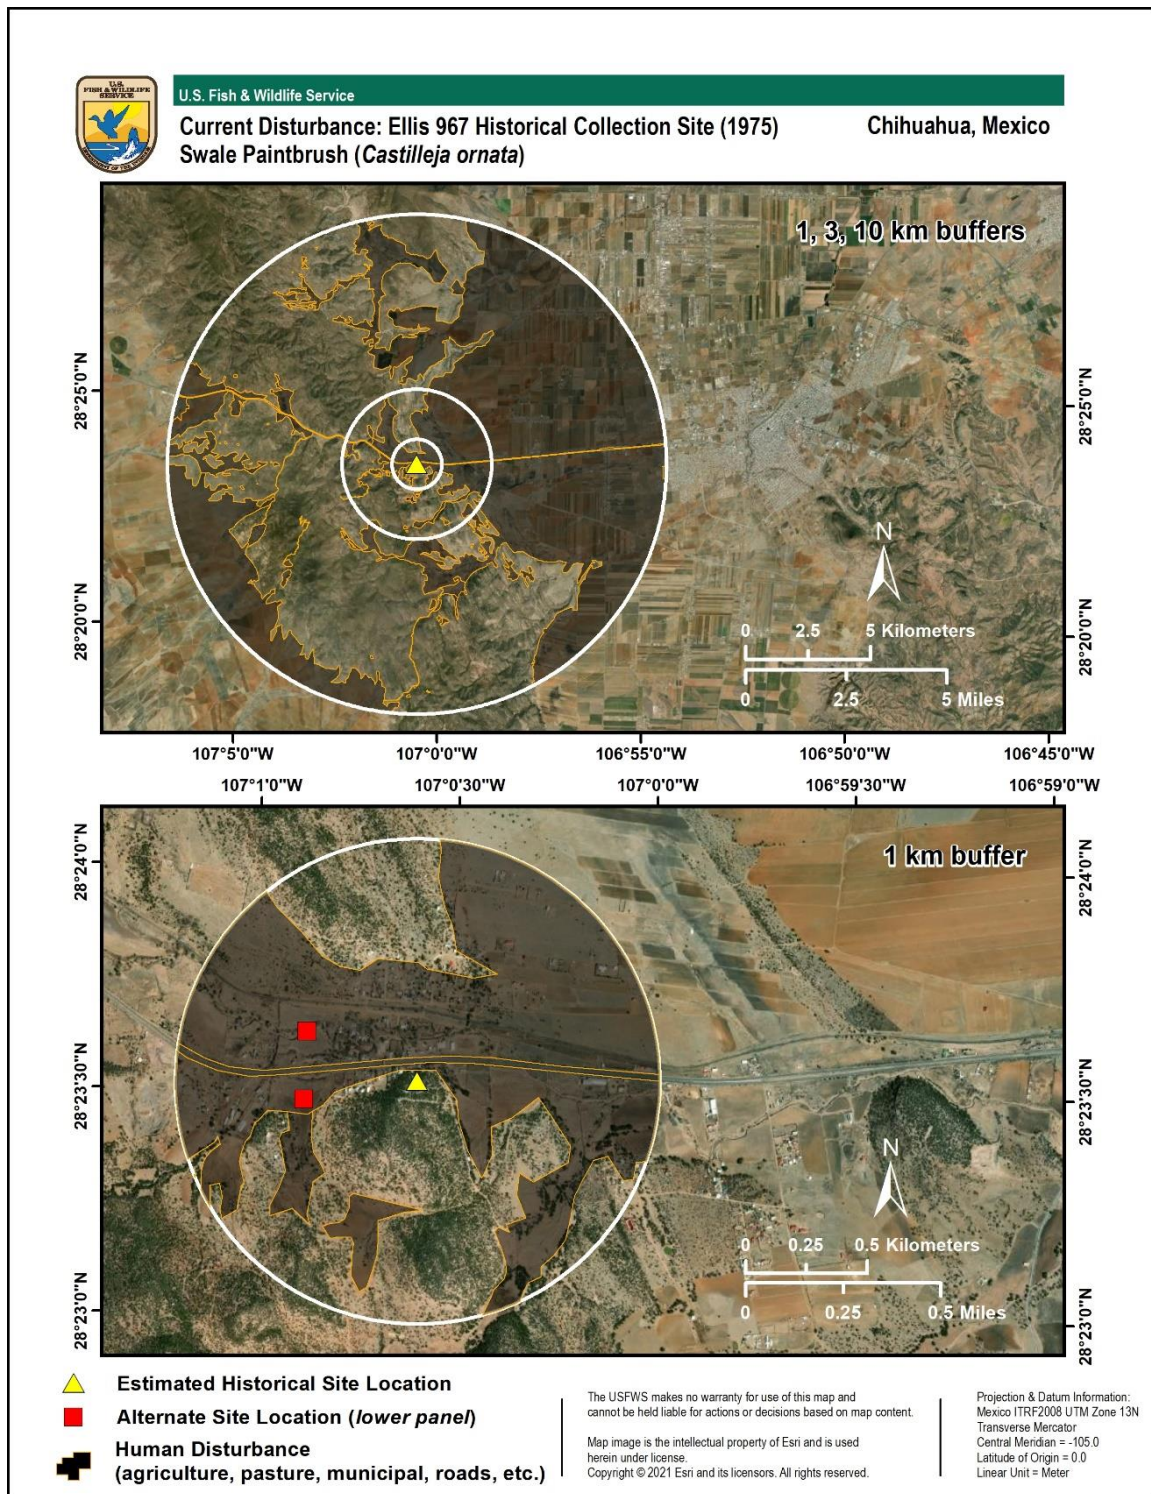 U.S.
FISH & WILDLIFE
SERVICE
DEPARTMENT OF THE INTERIOR
U.S. Fish & Wildlife Service
Current Disturbance: Ellis 967 Historical Collection Site (1975)
Chihuahua, Mexico
Swale Paintbrush (Castilleja ornata)
1, 3, 10 km buffers
28°25'0"N
28°25'0"N
28°20'0"N
28°20'0"N
N
0 2.5 5 Kilometers
0 2.5 5 Miles
107°5'0"W 107°0'0"W 106°55'0"W 106°50'0"W 106°45'0"W
107°1'0"W 107°0'30"W 107°0'0"W 106°59'30"W 106°59'0"W
1 km buffer
28°24'0"N
28°24'0"N
28°23'30"N
28°23'30"N
28°23'0"N
28°23'0"N
N
0 0.25 0.5 Kilometers
0 0.25 0.5 Miles
Estimated Historical Site Location
Alternate Site Location (lower panel)
Human Disturbance
(agriculture, pasture, municipal, roads, etc.)
The USFWS makes no warranty for use of this map and
cannot be held liable for actions or decisions based on map content.
Map image is the intellectual property of Esri and is used
herein under license.
Copyright © 2021 Esri and its licensors. All rights reserved.
Projection & Datum Information:
Mexico ITRF2008 UTM Zone 13N
Transverse Mercator
Central Meridian = -105.0
Latitude of Origin = 0.0
Linear Unit = Meter